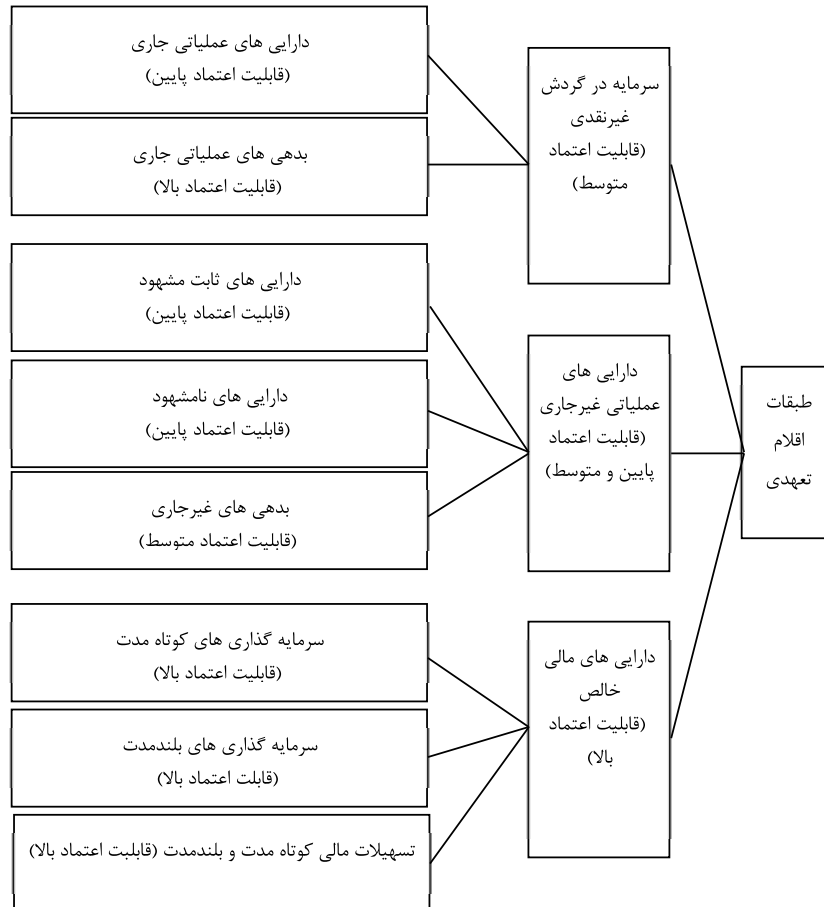 طبقات
اقلام
تعهدی
سرمایه در گردش
غیرنقدی
(قابلیت اعتماد
متوسط)
دارایی های عملیاتی جاری
(قابلیت اعتماد پایین)
بدهی های عملیاتی جاری
(قابلیت اعتماد بالا)
دارایی های
عملیاتی غیرجاری
(قابلیت اعتماد
پایین و متوسط)
دارایی های ثابت مشهود
(قابلیت اعتماد پایین)
دارایی های نامشهود
(قابلیت اعتماد پایین)
بدهی های غیرجاری
(قابلیت اعتماد متوسط)
دارایی های مالی
خالص
(قابلیت اعتماد
بالا)
سرمایه گذاری های کوتاه مدت
(قابلیت اعتماد بالا)
سرمایه گذاری های بلندمدت
(قابلت اعتماد بالا)
تسهیلات مالی کوتاه مدت و بلندمدت (قابلیت اعتماد بالا)